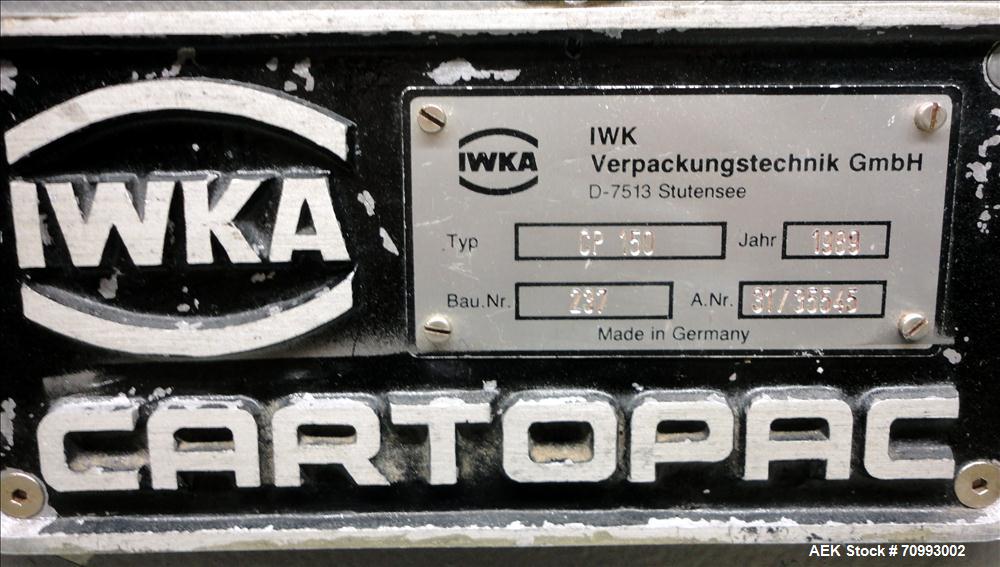 IWKA
IWKA
IWK
Verpackungstechnik GmbH
D-7513 Stutensee
Typ CP 150 Jahr 1989
Bau.Nr. 237 A.Nr.
Made in Germany
CARTOPAC
AEK Stock # 70993002